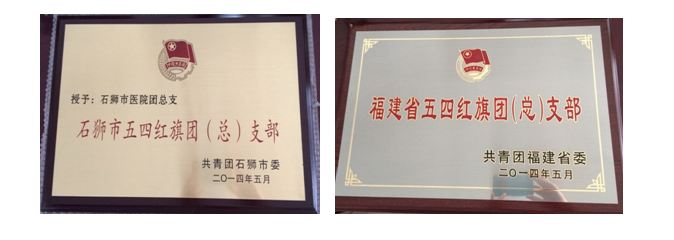 授予：石狮市医院团总支
石狮市五四红旗团（总）支部
共青团石狮市委
二〇一四年五月
福建省五四红旗团(总)支部
共青团福建省委
二〇一四年五月